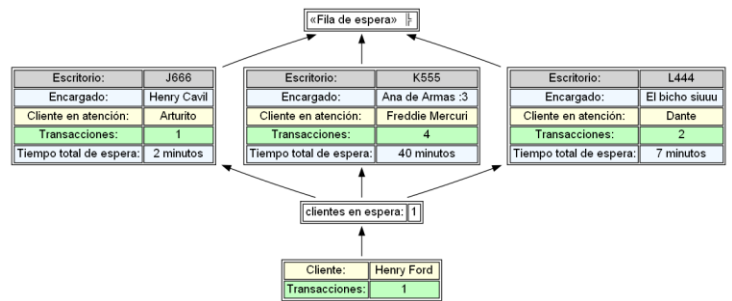 «Fila de espera»
Escritorio: J666
Encargado: Henry Cavil
Cliente en atención: Arturito
Transacciones: 1
Tiempo total de espera: 2 minutos
Escritorio: K555
Encargado: Ana de Armas :3
Cliente en atención: Freddie Mercuri
Transacciones: 4
Tiempo total de espera: 40 minutos
Escritorio: L444
Encargado: El bicho siuuu
Cliente en atención: Dante
Transacciones: 2
Tiempo total de espera: 7 minutos
clientes en espera: 1
Cliente: Henry Ford
Transacciones: 1